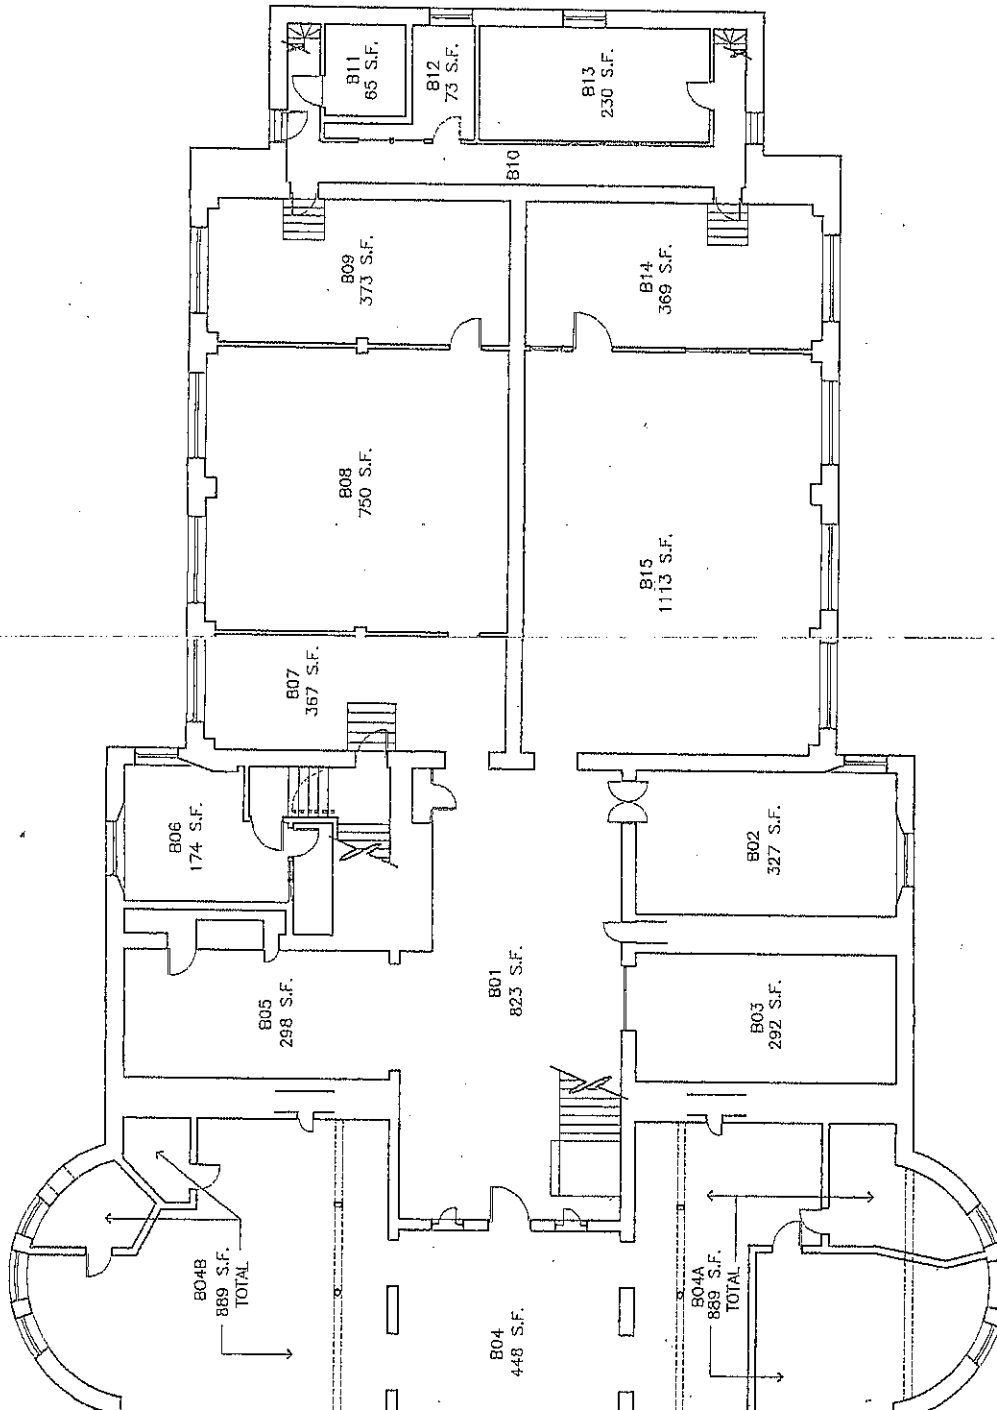 B11
65 S.F.
B12
73 S.F.
B13
230 S.F.
B10
B09
373 S.F.
B14
369 S.F.
B08
750 S.F.
B15
1113 S.F.
B07
367 S.F.
B06
174 S.F.
B02
327 S.F.
B05
298 S.F.
B01
823 S.F.
B03
292 S.F.
B04B
889 S.F.
TOTAL
B04
448 S.F.
B04A
889 S.F.
TOTAL